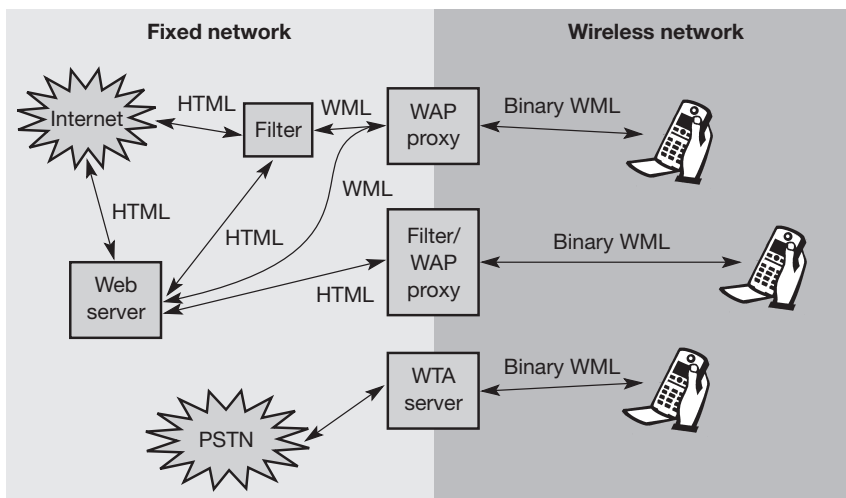 Fixed network
Wireless network
Internet
HTML
Filter
WML
WAP
proxy
Binary WML
HTML
HTML
WML
Web
server
HTML
Filter/
WAP
proxy
Binary WML
PSTN
WTA
server
Binary WML